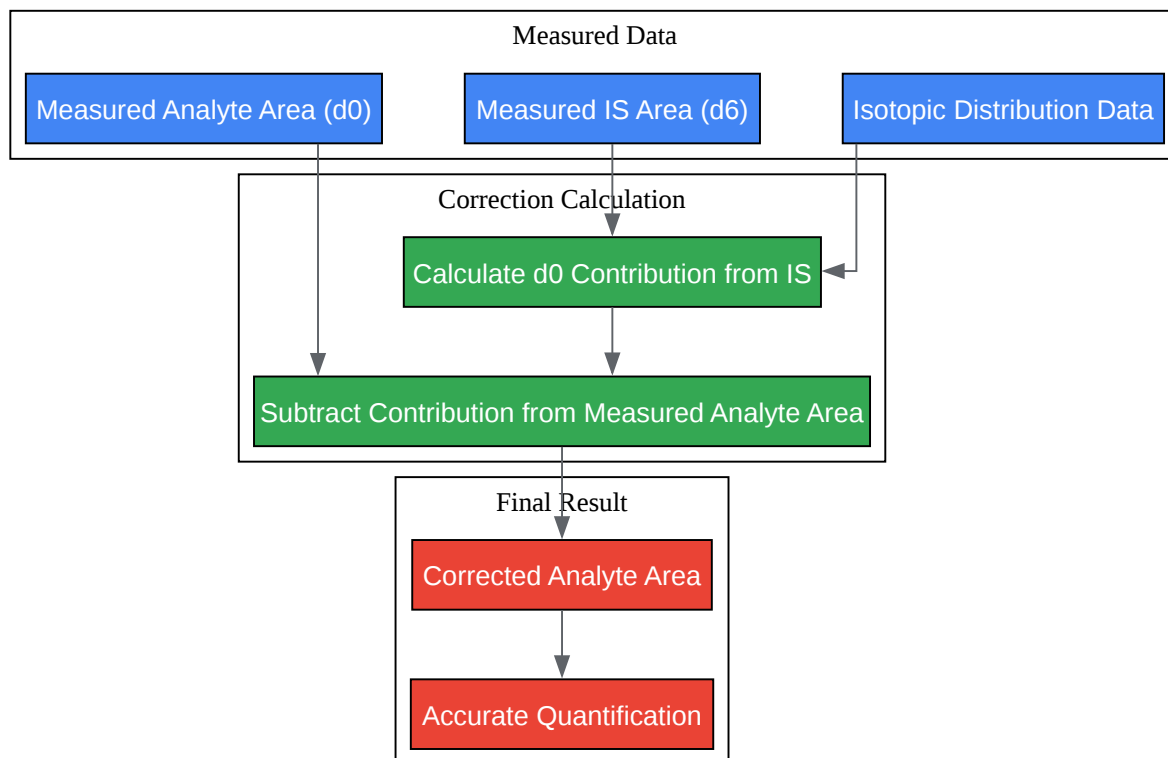 Measured Data
Measured Analyte Area (d0)
Measured IS Area (d6)
Isotopic Distribution Data
Correction Calculation
Calculate d0 Contribution from IS
Subtract Contribution from Measured Analyte Area
Final Result
Corrected Analyte Area
Accurate Quantification